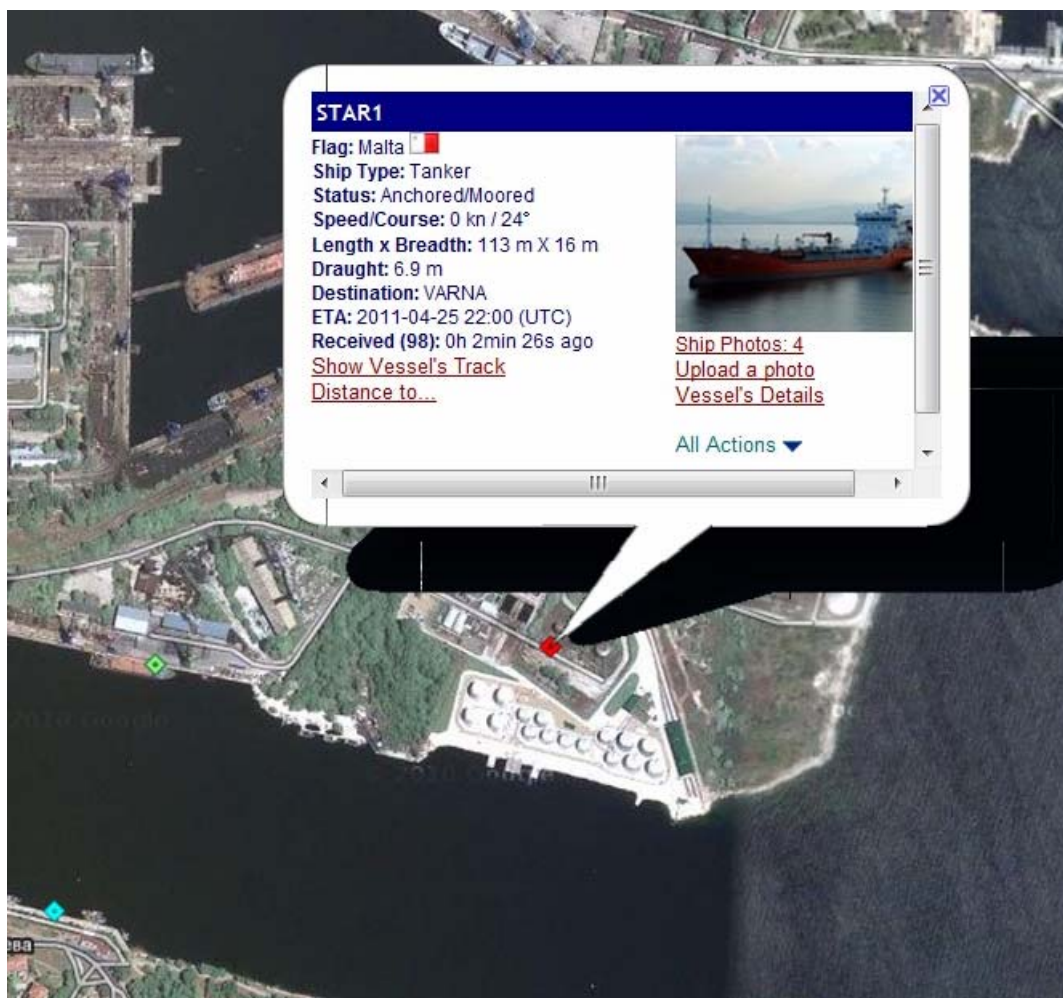 STAR1
Flag: Malta
Ship Type: Tanker
Status: Anchored/Moored
Speed/Course: 0 kn / 24°
Length x Breadth: 113 m X 16 m
Draught: 6.9 m
Destination: VARNA
ETA: 2011-04-25 22:00 (UTC)
Received (98): 0h 2min 26s ago
Show Vessel's Track
Distance to...
Ship Photos: 4
Upload a photo
Vessel's Details
All Actions
2010 Google
© 2010 Google
ева